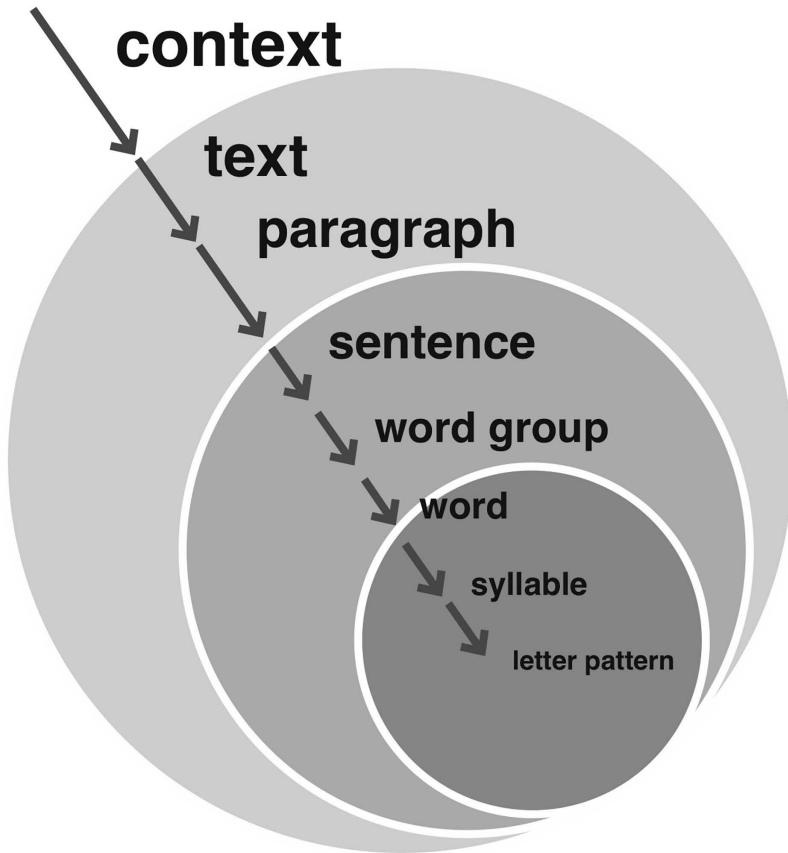 context
text
paragraph
sentence
word group
word
syllable
letter pattern